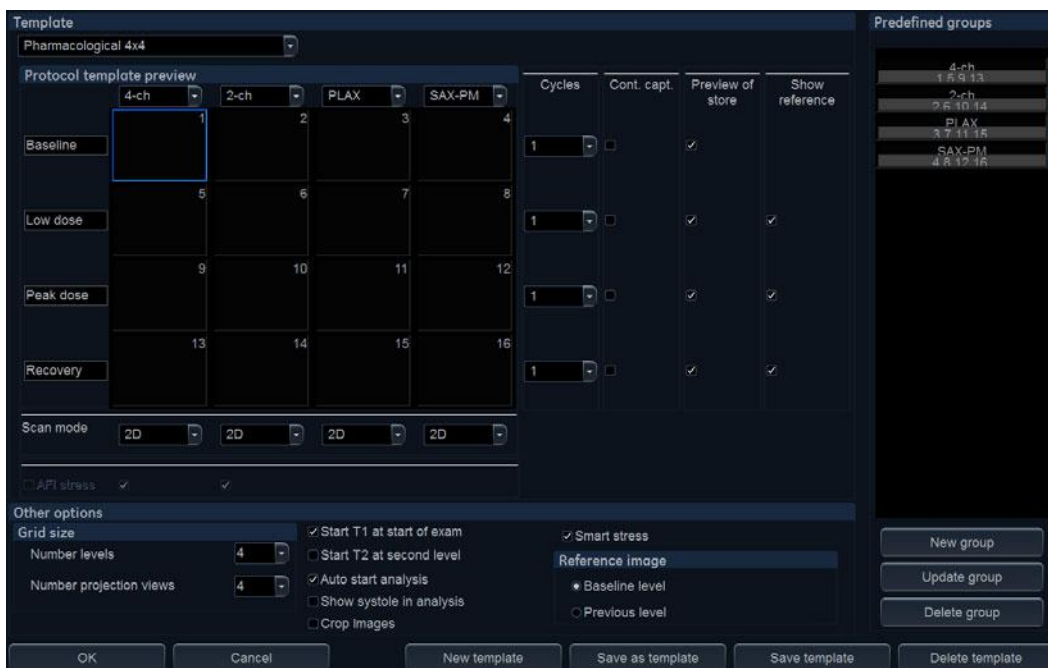 Template
Predefined groups
Pharmacological 4x4
Protocol template preview
Cycles Cont. capt. Preview of store Show reference
4-ch 2-ch PLAX SAX-PM
1 2 3 4
Baseline 1
5 6 7 8
Low dose 1
9 10 11 12
Peak dose 1
13 14 15 16
Recovery 1
Scan mode 2D 2D 2D 2D
AFI stress
4-ch
1 5 9 13
2-ch
2 6 10 14
PLAX
3 7 11 15
SAX-PM
4 8 12 16
Other options
Grid size
Number levels 4
Number projection views 4
Start T1 at start of exam
Start T2 at second level
Auto start analysis
Show systole in analysis
Crop Images
Smart stress
Reference image
Baseline level
Previous level
New group
Update group
Delete group
OK Cancel New template Save as template Save template Delete template